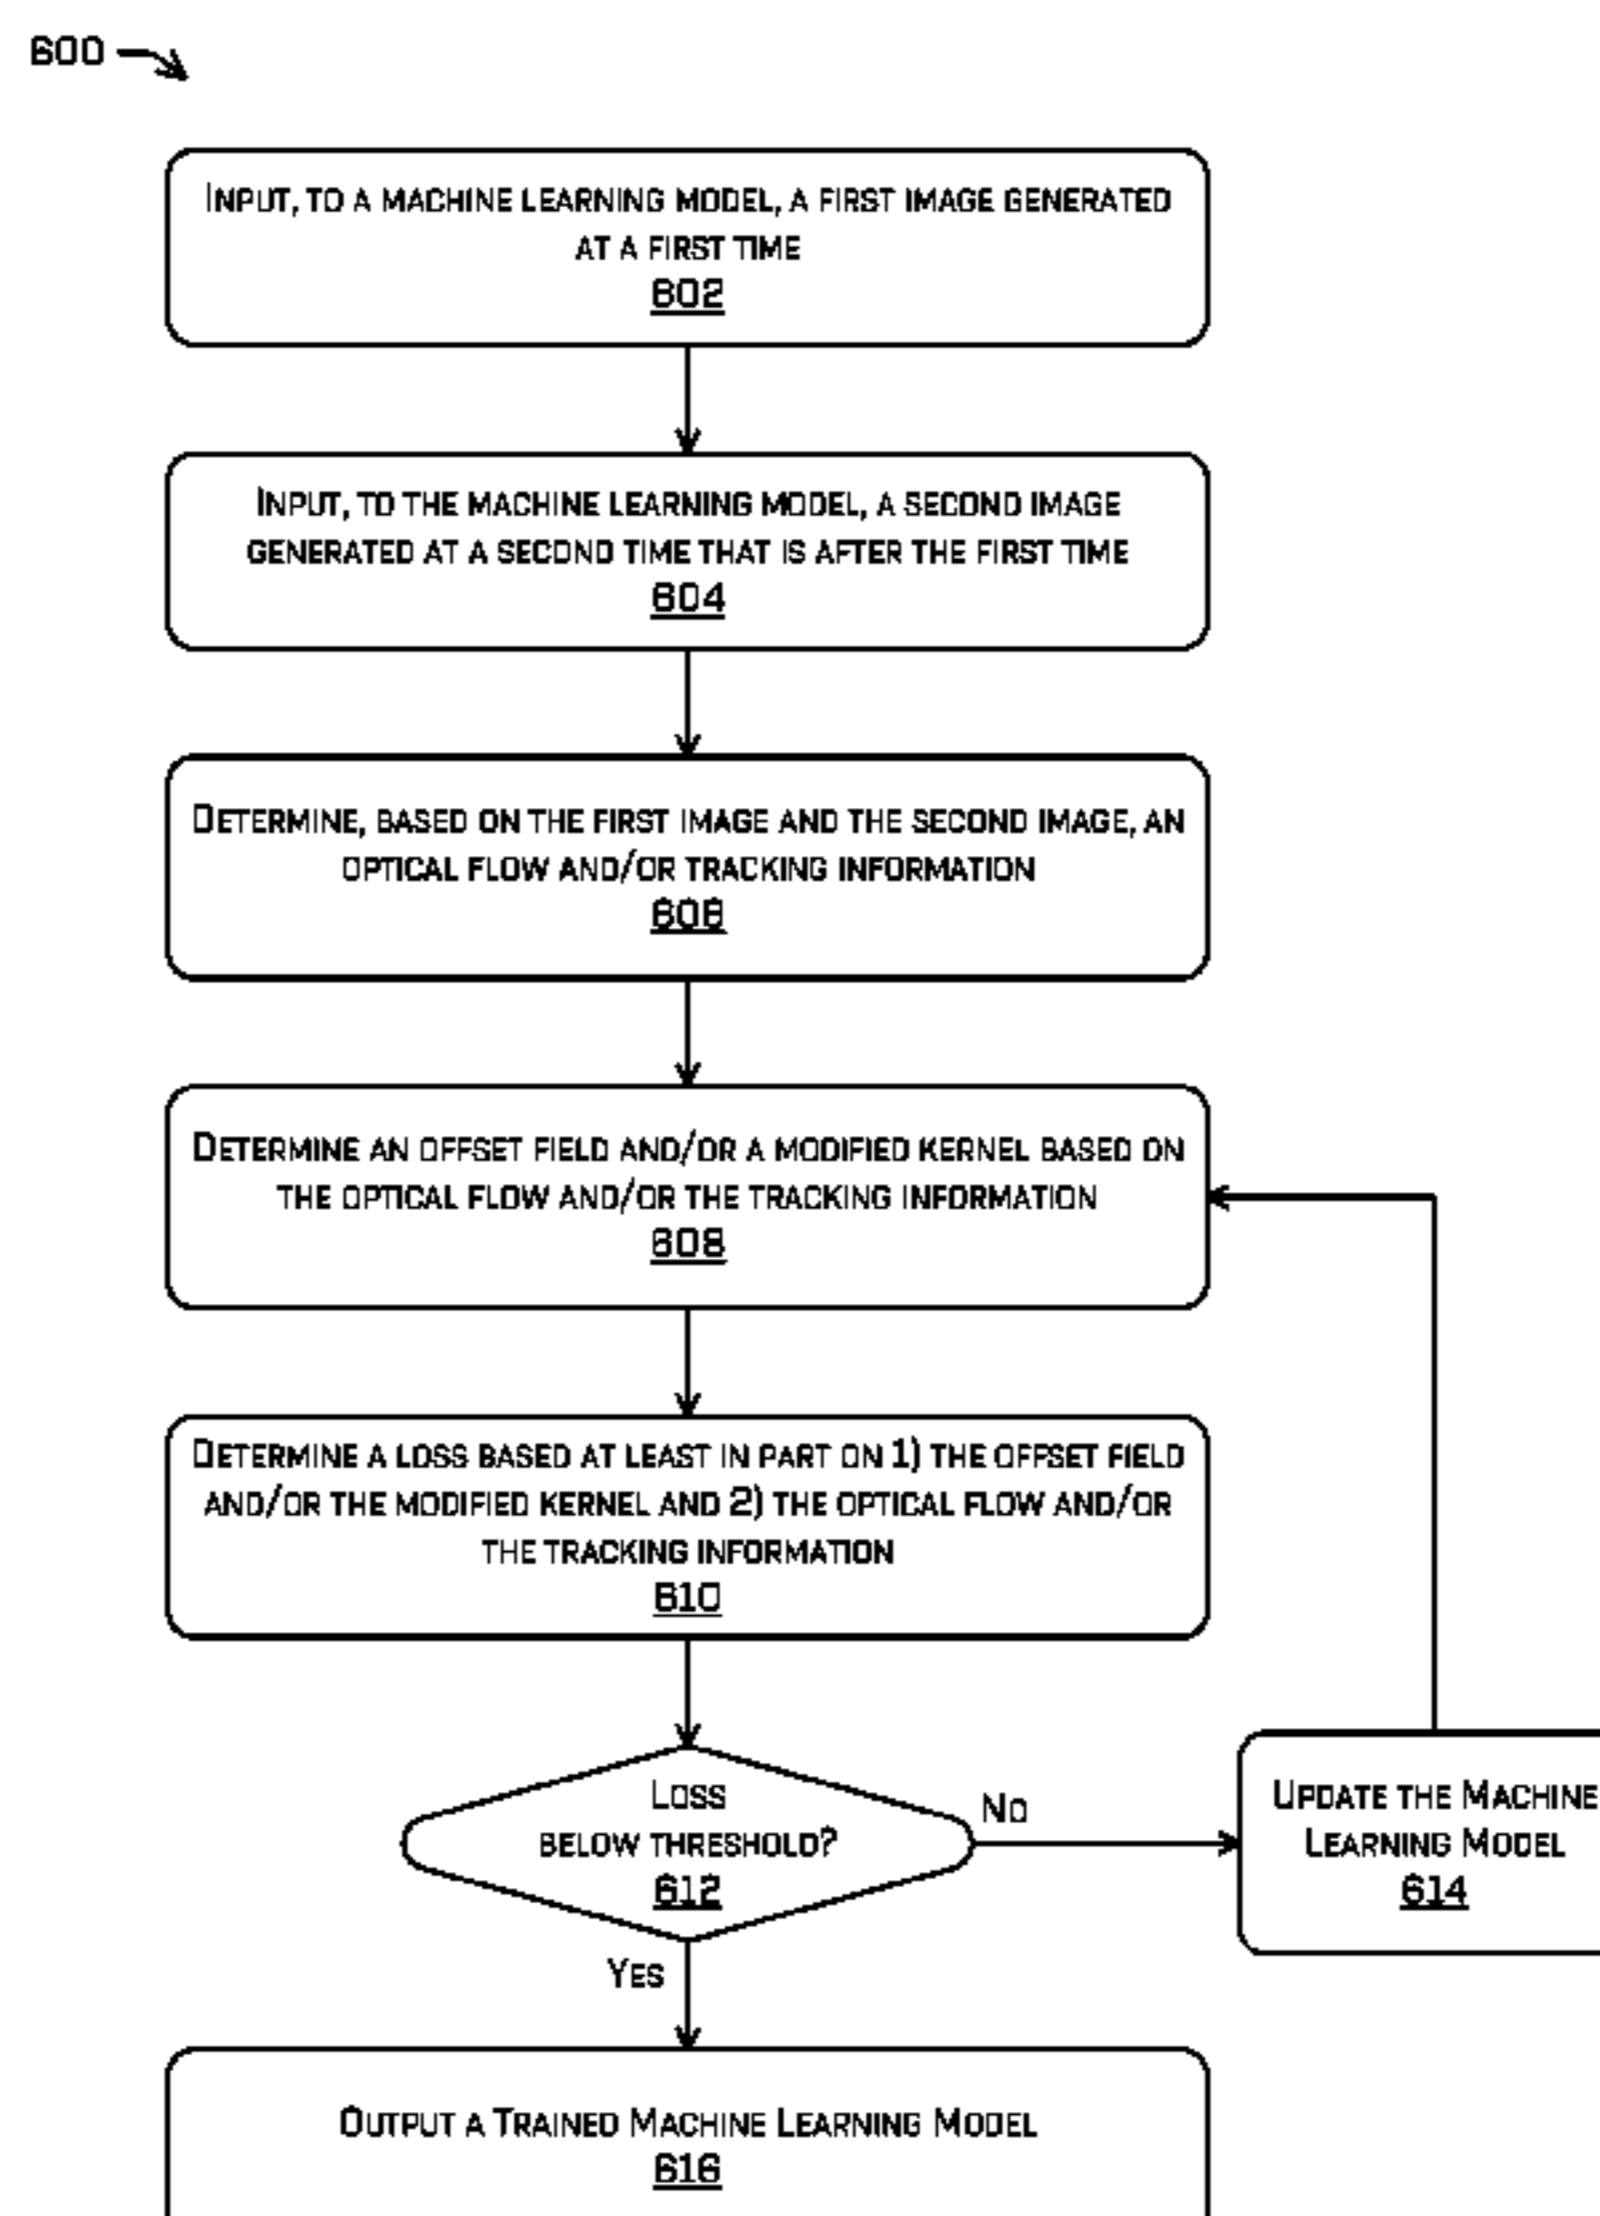 600
INPUT, TO A MACHINE LEARNING MODEL, A FIRST IMAGE GENERATED
AT A FIRST TIME
602
INPUT, TO THE MACHINE LEARNING MODEL, A SECOND IMAGE
GENERATED AT A SECOND TIME THAT IS AFTER THE FIRST TIME
604
DETERMINE, BASED ON THE FIRST IMAGE AND THE SECOND IMAGE, AN
OPTICAL FLOW AND/OR TRACKING INFORMATION
606
DETERMINE AN OFFSET FIELD AND/OR A MODIFIED KERNEL BASED ON
THE OPTICAL FLOW AND/OR THE TRACKING INFORMATION
608
DETERMINE A LOSS BASED AT LEAST IN PART ON 1) THE OFFSET FIELD
AND/OR THE MODIFIED KERNEL AND 2) THE OPTICAL FLOW AND/OR
THE TRACKING INFORMATION
610
LOSS
BELOW THRESHOLD?
612
NO
UPDATE THE MACHINE
LEARNING MODEL
614
YES
OUTPUT A TRAINED MACHINE LEARNING MODEL
616